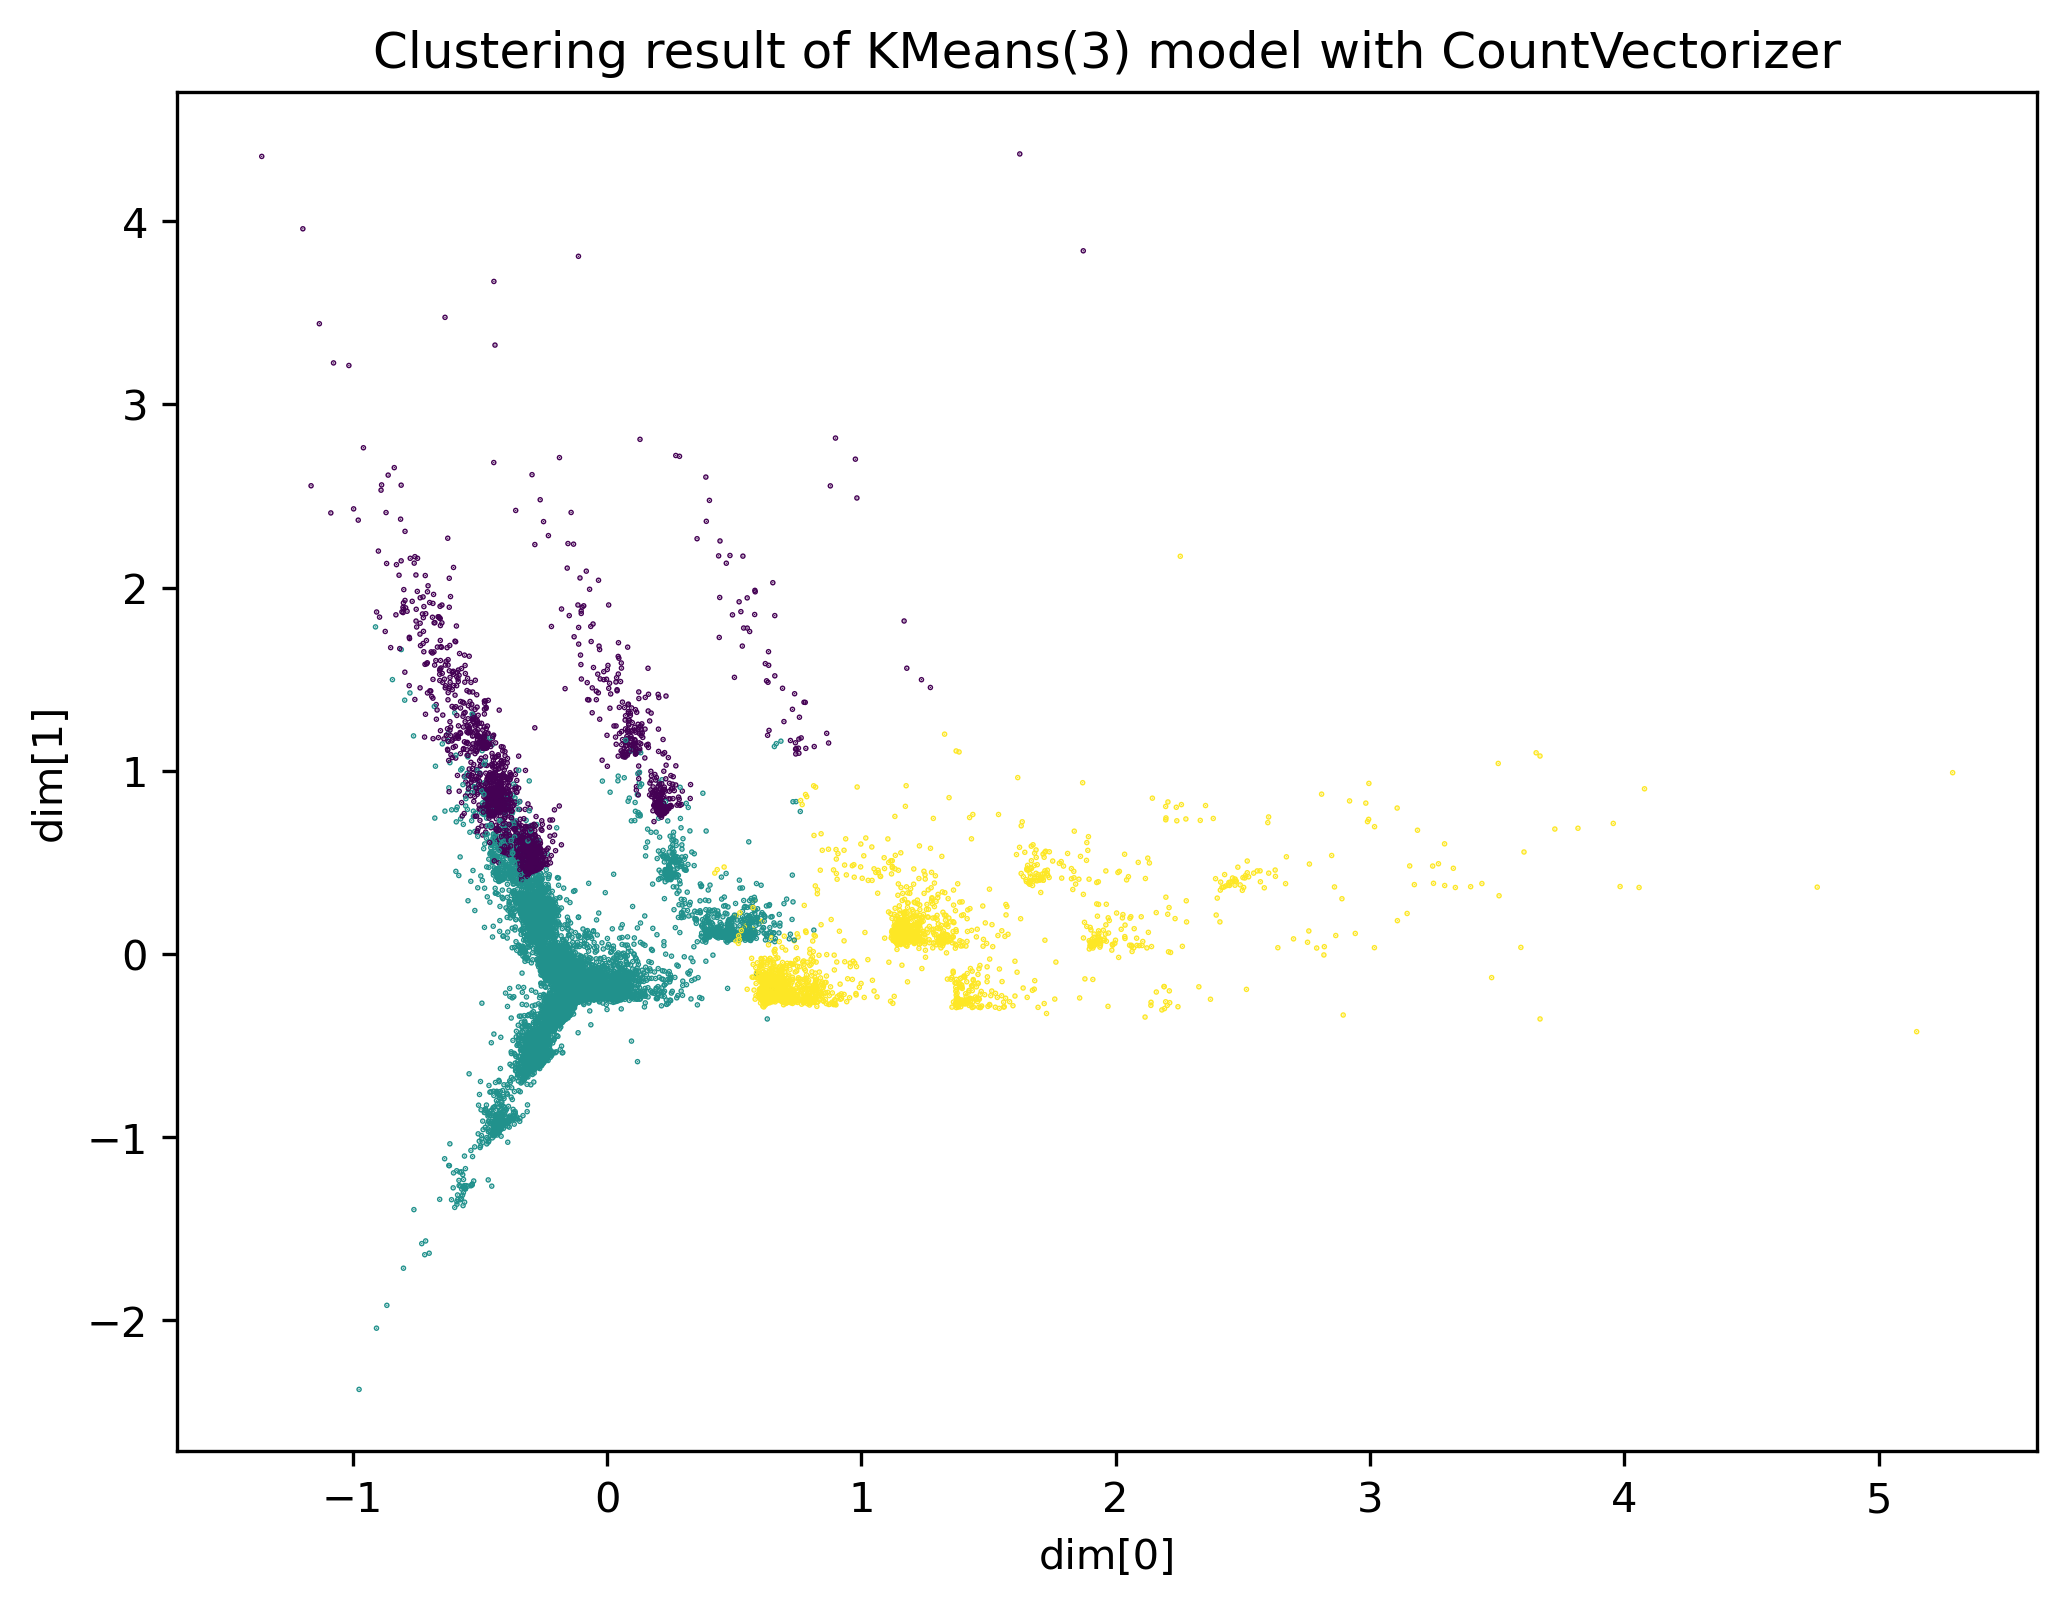 Clustering result of KMeans(3) model with CountVectorizer
4
3
2
1
0
−1
−2
dim[1]
−1 0 1 2 3 4 5
dim[0]